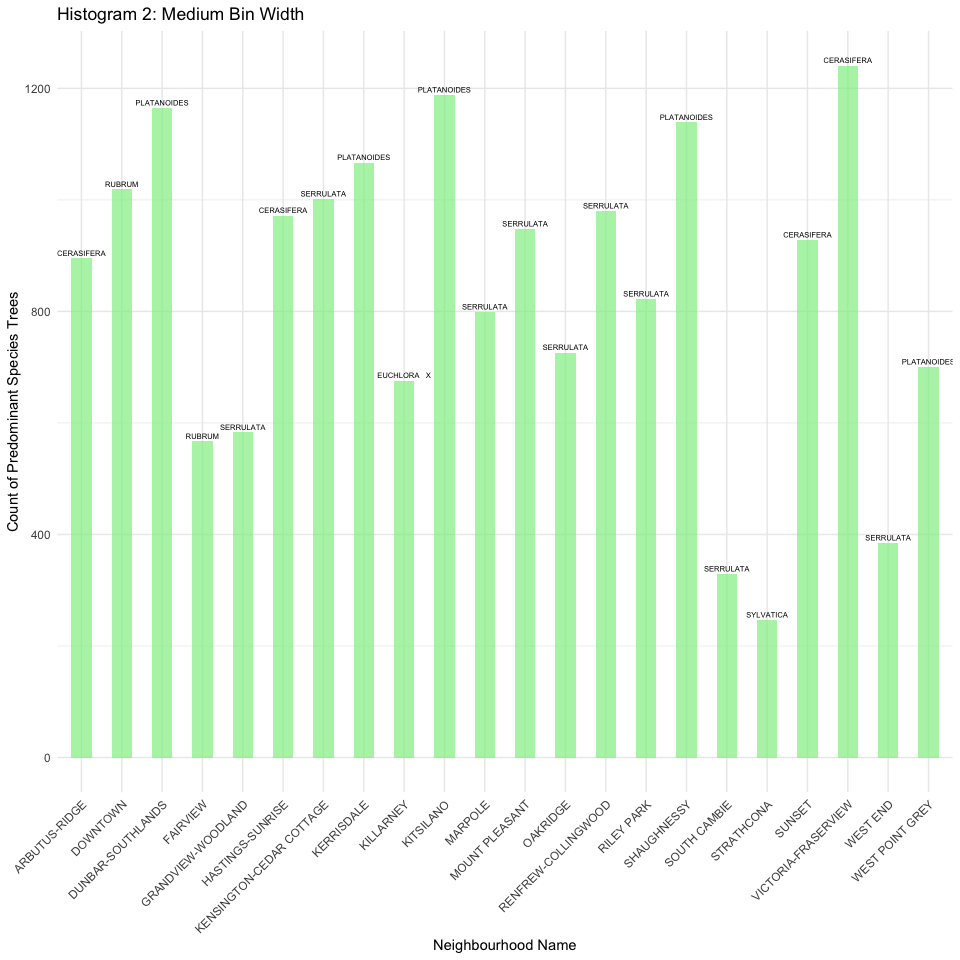 Histogram 2: Medium Bin Width
Count of Predominant Species Trees
1200
800
400
0
CERASIFERA
RUBRUM
PLATANOIDES
RUBRUM
SERRULATA
CERASIFERA
SERRULATA
PLATANOIDES
EUCHLORA   X
PLATANOIDES
SERRULATA
SERRULATA
SERRULATA
SERRULATA
SERRULATA
PLATANOIDES
SERRULATA
SYLVATICA
CERASIFERA
CERASIFERA
SERRULATA
PLATANOIDES
ARBUTUS-RIDGE
DOWNTOWN
DUNBAR-SOUTHLANDS
FAIRVIEW
GRANDVIEW-WOODLAND
HASTINGS-SUNRISE
KENSINGTON-CEDAR COTTAGE
KERRISDALE
KILLARNEY
KITSILANO
MARPOLE
MOUNT PLEASANT
OAKRIDGE
RENFREW-COLLINGWOOD
RILEY PARK
SHAUGHNESSY
SOUTH CAMBIE
STRATHCONA
SUNSET
VICTORIA-FRASERVIEW
WEST END
WEST POINT GREY
Neighbourhood Name